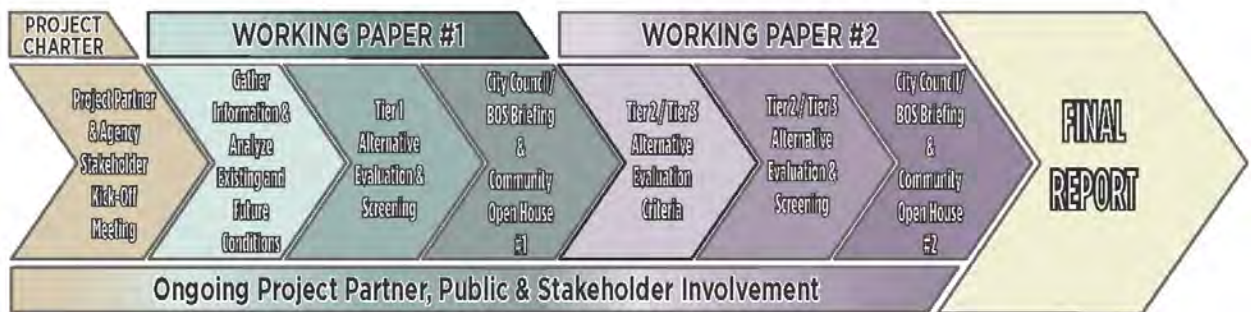 PROJECT
CHARTER
WORKING PAPER #1
WORKING PAPER #2
Project Partner
& Agency
Stakeholder
Kick-Off
Meeting
Gather
Information &
Analyze
Existing and
Future
Conditions
Tier 1
Alternative
Evaluation &
Screening
City Council/
BOS Briefing
&
Community
Open House
#1
Tier 2 / Tier 3
Alternative
Evaluation
Criteria
Tier 2 / Tier 3
Alternative
Evaluation &
Screening
City Council/
BOS Briefing
&
Community
Open House
#2
FINAL
REPORT
Ongoing Project Partner, Public & Stakeholder Involvement